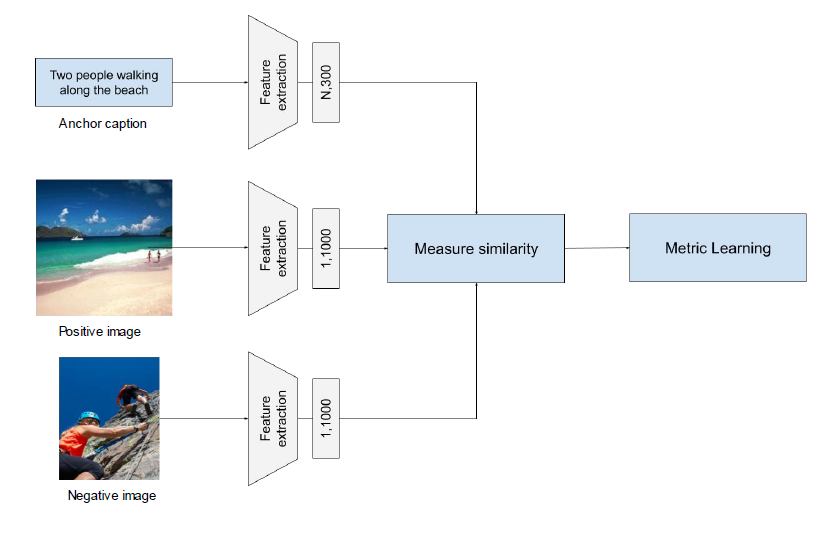 Two people walking
along the beach
Anchor caption
Feature
extraction
N,300
Positive image
Feature
extraction
1,1000
Measure similarity
Metric Learning
Negative image
Feature
extraction
1,1000